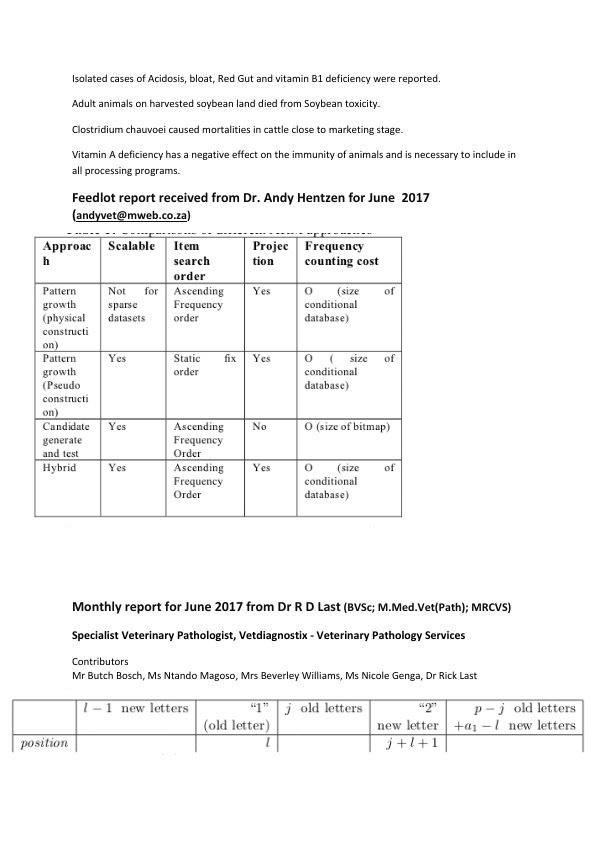 Isolated cases of Acidosis, bloat, Red Gut and vitamin B1 deficiency were reported.
Adult animals on harvested soybean land died from Soybean toxicity.
Clostridium chauvoei caused mortalities in cattle close to marketing stage.
Vitamin A deficiency has a negative effect on the immunity of animals and is necessary to include in
all processing programs.
Feedlot report received from Dr. Andy Hentzen for June 2017
(andyvet@mweb.co.za)
Approac Scalable Item Projec Frequency
h search tion counting cost
order
Pattern Not for Ascending Yes O (size of
growth sparse Frequency conditional
(physical datasets order database)
constructi
on)
Pattern Yes Static fix Yes O ( size of
growth order conditional
(Pseudo database)
constructi
on)
Candidate Yes Ascending No O (size of bitmap)
generate Frequency
and test Order
Hybrid Yes Ascending Yes O (size of
Frequency conditional
Order database)
Monthly report for June 2017 from Dr R D Last (BVSc; M.Med.Vet(Path); MRCVS)
Specialist Veterinary Pathologist, Vetdiagnostix - Veterinary Pathology Services
Contributors
Mr Butch Bosch, Ms Ntando Magoso, Mrs Beverley Williams, Ms Nicole Genga, Dr Rick Last
l − 1 new letters “1” j old letters “2” p − j old letters
(old letter) new letter +a₁ − l new letters
position l j + l + 1